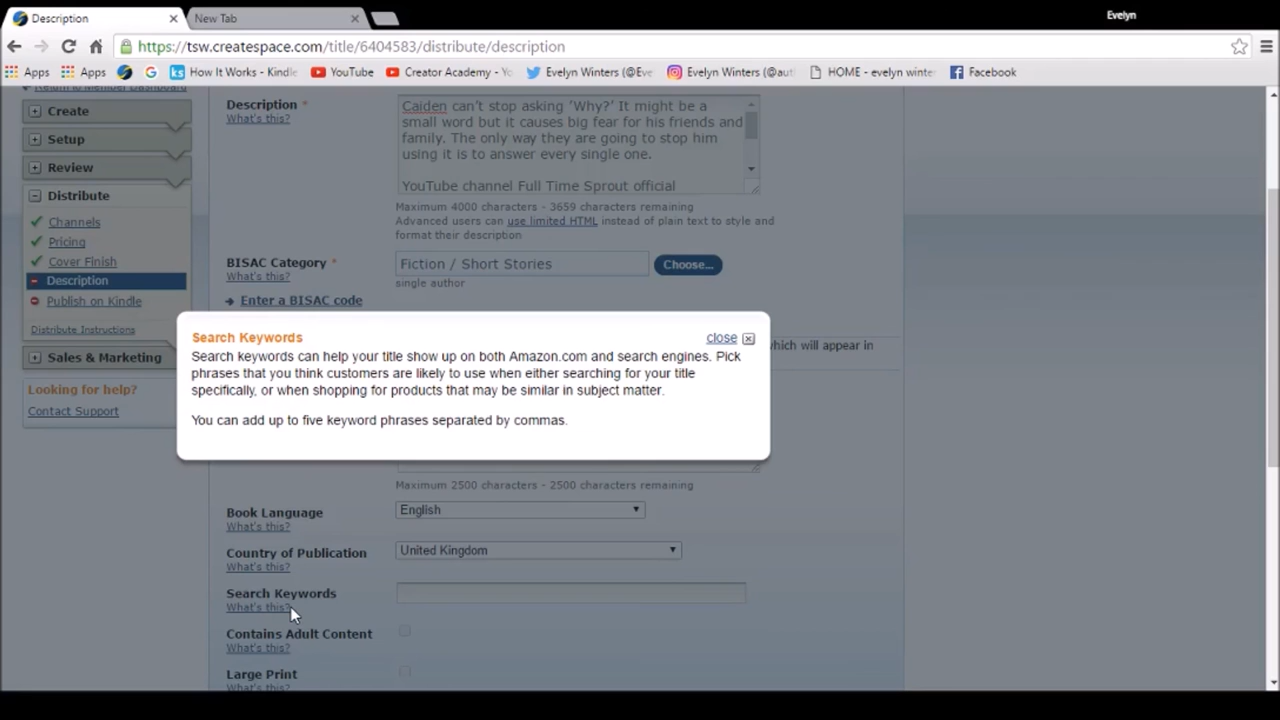 Description
New Tab
Evelyn
https://tsw.createspace.com/title/6404583/distribute/description
Apps
Apps
How It Works - Kindle
YouTube
Creator Academy - Yo
Evelyn Winters (@Eve
Evelyn Winters (@aut
HOME - evelyn winte
Facebook
Return to Member Dashboard
Create
Setup
Review
Distribute
Channels
Pricing
Cover Finish
Description
Publish on Kindle
Distribute Instructions
Sales & Marketing
Looking for help?
Contact Support
Description *
What's this?
Caiden can't stop asking 'Why?' It might be a
small word but it causes big fear for his friends and
family. The only way they are going to stop him
using it is to answer every single one.
YouTube channel Full Time Sprout official
Maximum 4000 characters - 3659 characters remaining
Advanced users can use limited HTML instead of plain text to style and
format their description
BISAC Category *
What's this?
Fiction / Short Stories
Choose...
single author
Enter a BISAC code
which will appear in
Search Keywords
close
Search keywords can help your title show up on both Amazon.com and search engines. Pick
phrases that you think customers are likely to use when either searching for your title
specifically, or when shopping for products that may be similar in subject matter.
You can add up to five keyword phrases separated by commas.
Maximum 2500 characters - 2500 characters remaining
Book Language
What's this?
English
Country of Publication
What's this?
United Kingdom
Search Keywords
What's this?
Contains Adult Content
What's this?
Large Print
What's this?